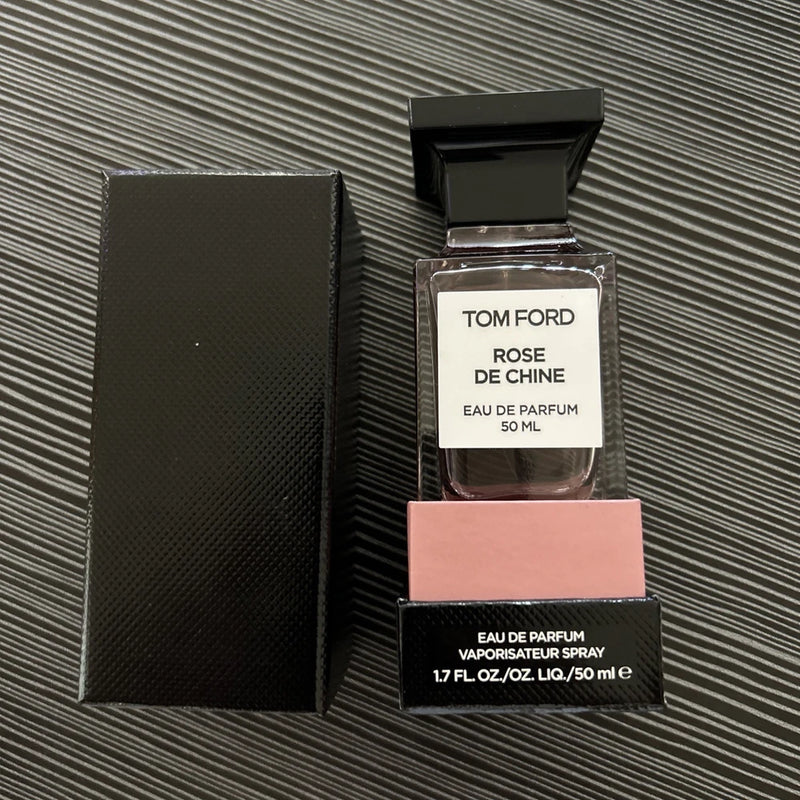 TOM FORD
ROSE
DE CHINE
EAU DE PARFUM
50 ML
EAU DE PARFUM
VAPORISATEUR SPRAY
1.7 FL. OZ./OZ. LIQ./50 ml ℮